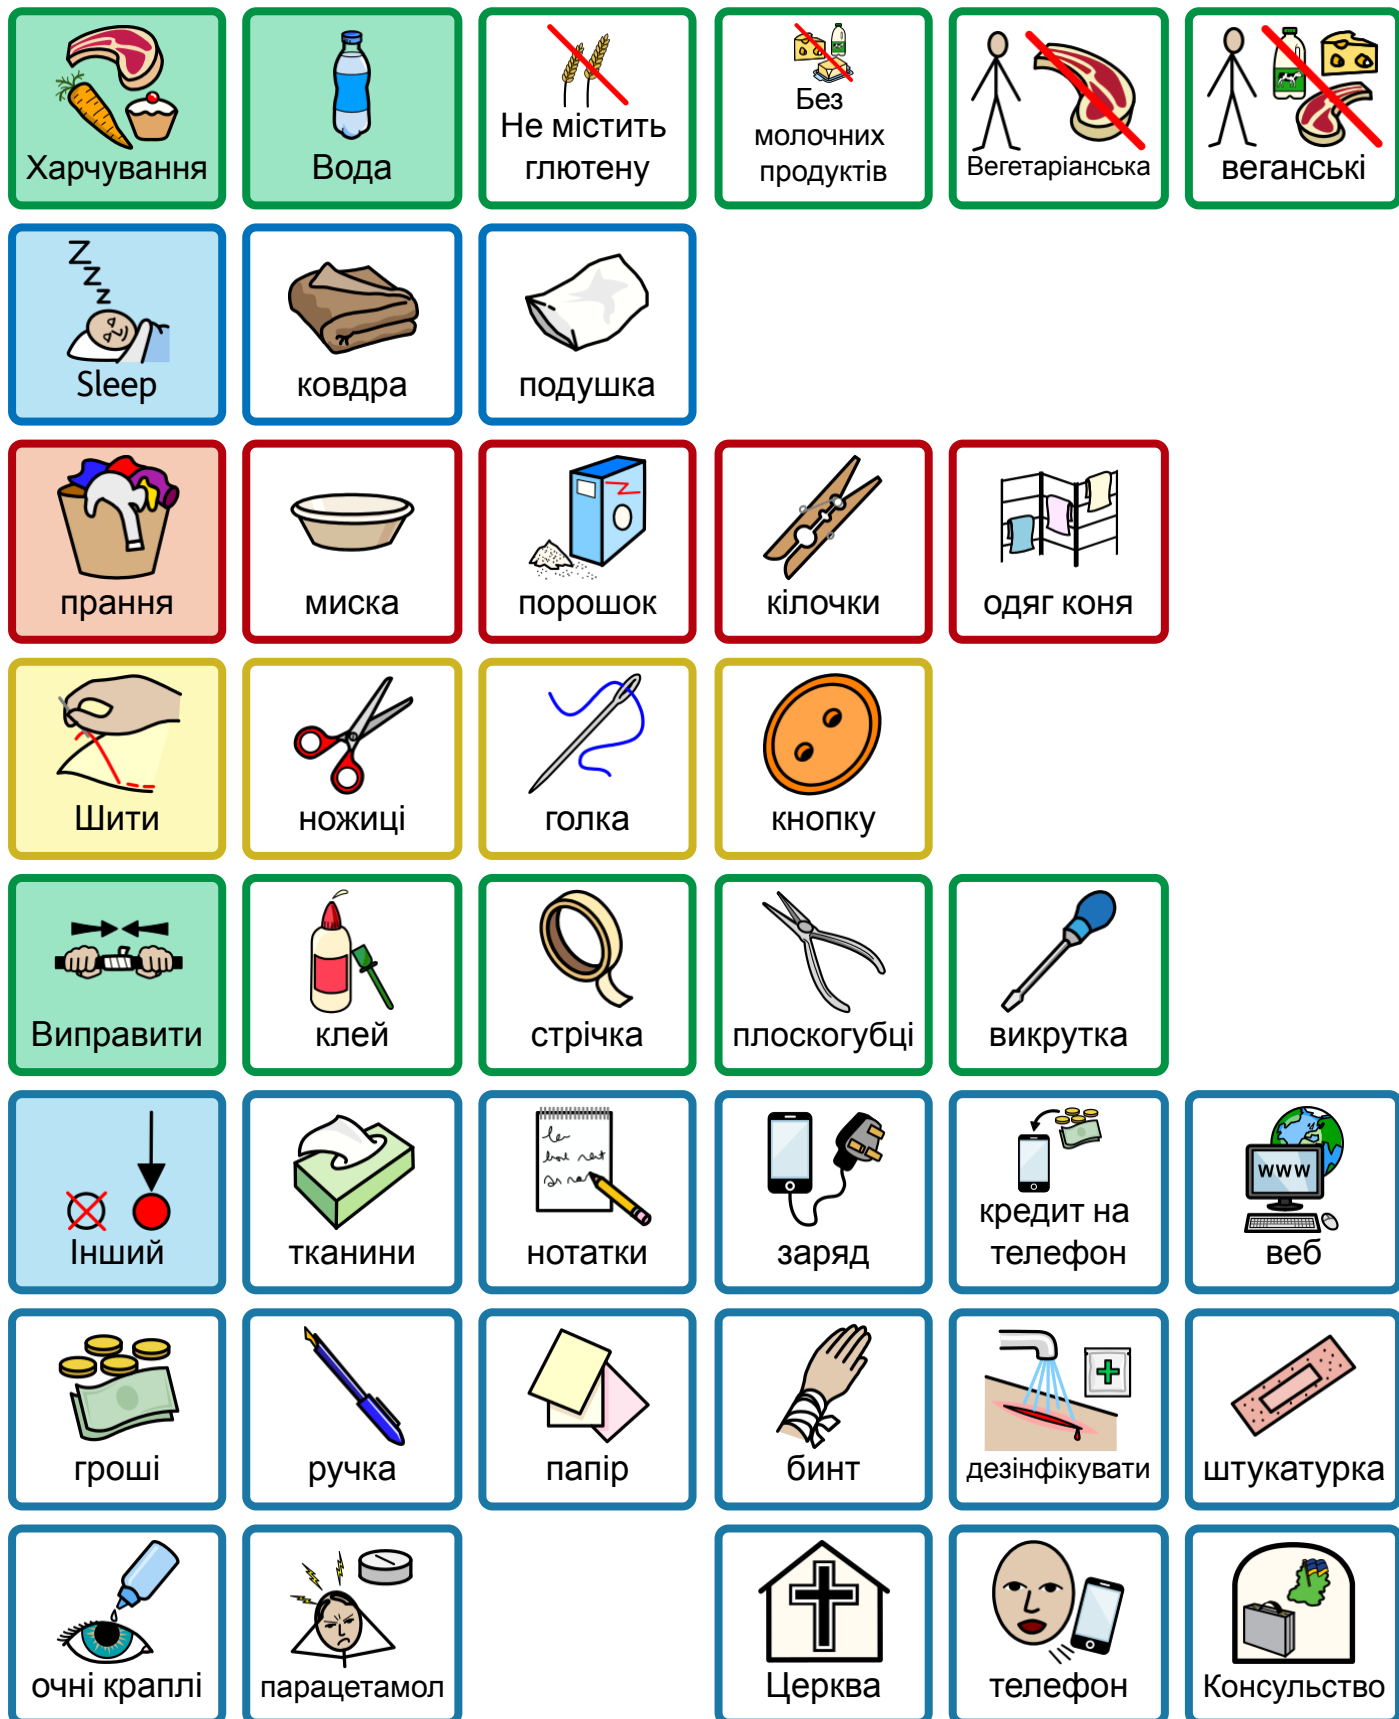 Харчування
Вода
Не містить
глютену
Без
молочних
продуктів
Вегетаріанська
веганські
Z
Z
Z
Sleep
ковдра
подушка
прання
миска
порошок
кілочки
одяг коня
Шити
ножиці
голка
кнопку
Виправити
клей
стрічка
плоскогубці
викрутка
Інший
тканини
нотатки
заряд
кредит на
телефон
www
веб
гроші
ручка
папір
бинт
дезінфікувати
штукатурка
очні краплі
парацетамол
Церква
телефон
Консульство